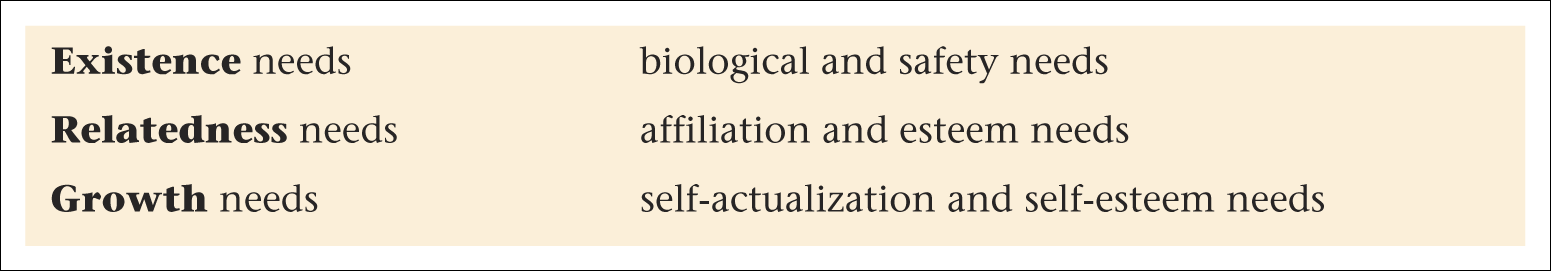 Existence needs biological and safety needs
Relatedness needs affiliation and esteem needs
Growth needs self-actualization and self-esteem needs